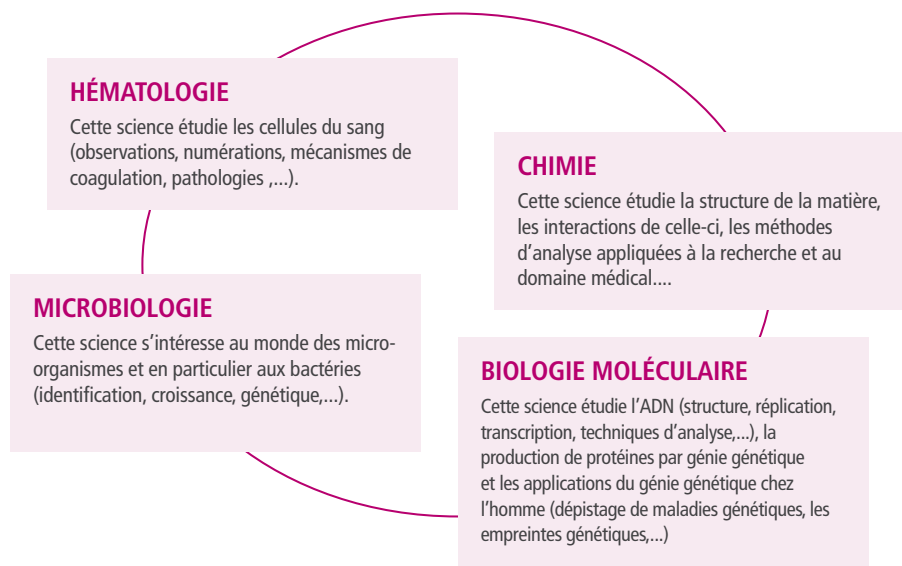 HÉMATOLOGIE
Cette science étudie les cellules du sang
(observations, numérations, mécanismes de
coagulation, pathologies ,...).
CHIMIE
Cette science étudie la structure de la matière,
les interactions de celle-ci, les méthodes
d’analyse appliquées à la recherche et au
domaine médical....
MICROBIOLOGIE
Cette science s’intéresse au monde des micro-
organismes et en particulier aux bactéries
(identification, croissance, génétique,...).
BIOLOGIE MOLÉCULAIRE
Cette science étudie l’ADN (structure, réplication,
transcription, techniques d’analyse,...), la
production de protéines par génie génétique
et les applications du génie génétique chez
l’homme (dépistage de maladies génétiques, les
empreintes génétiques,...)